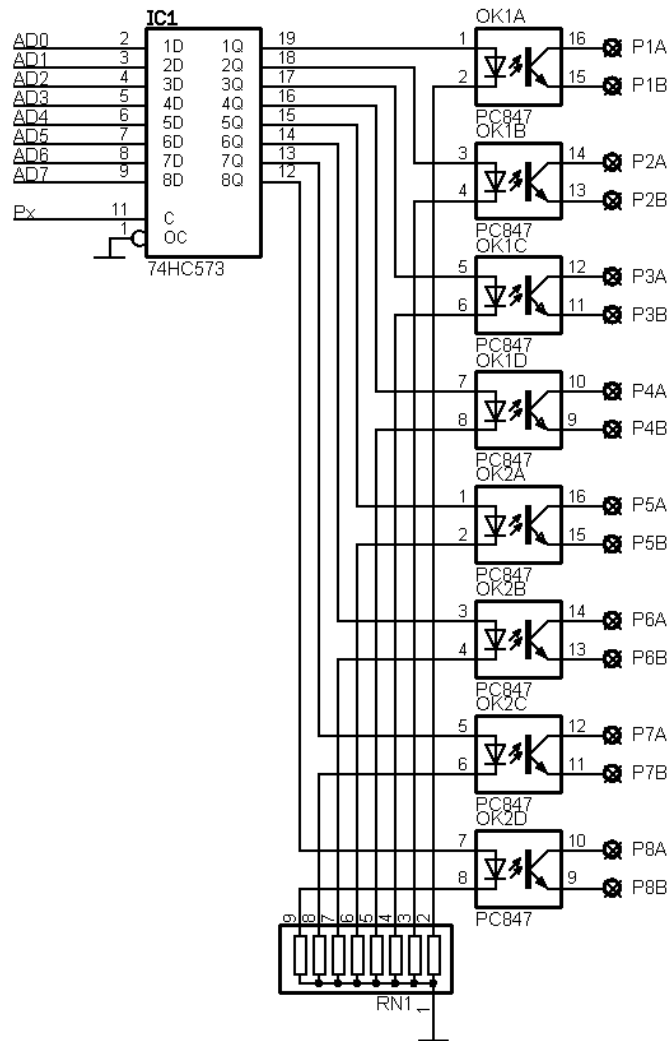 IC1
AD0 2 1D 1Q 19
AD1 3 2D 2Q 18
AD2 4 3D 3Q 17
AD3 5 4D 4Q 16
AD4 6 5D 5Q 15
AD5 7 6D 6Q 14
AD6 8 7D 7Q 13
AD7 9 8D 8Q 12
Px 11 C
1 OC
74HC573
OK1A
1 16 P1A
2 15 P1B
PC847
OK1B
3 14 P2A
4 13 P2B
PC847
OK1C
5 12 P3A
6 11 P3B
PC847
OK1D
7 10 P4A
8 9 P4B
PC847
OK2A
1 16 P5A
2 15 P5B
PC847
OK2B
3 14 P6A
4 13 P6B
PC847
OK2C
5 12 P7A
6 11 P7B
PC847
OK2D
7 10 P8A
8 9 P8B
PC847
9 8 7 6 5 4 3 2
RN1 1